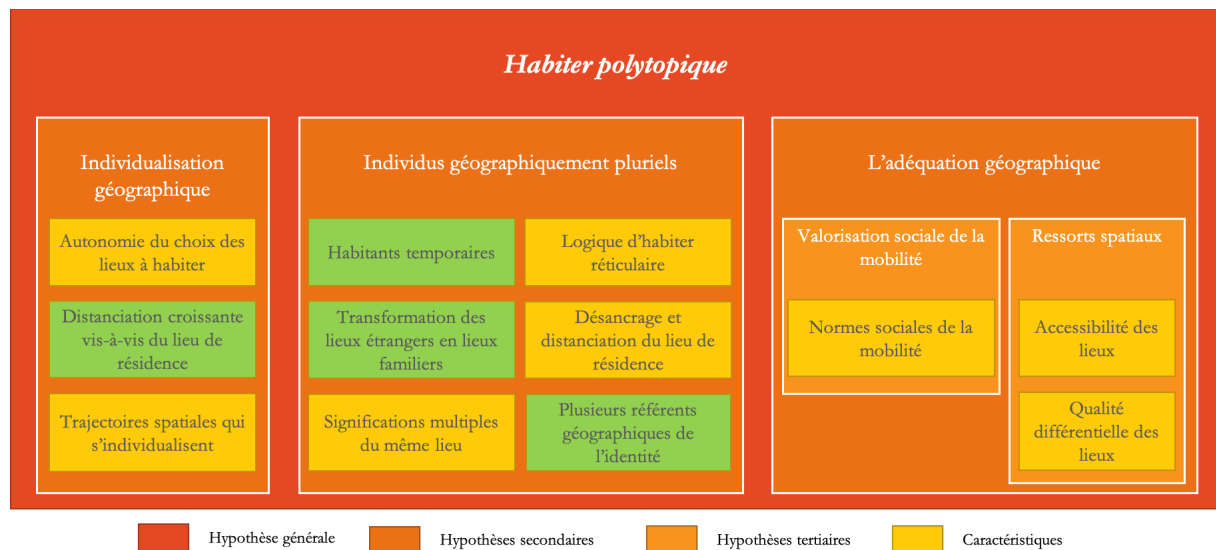 Habiter polytopique
Individualisation
géographique
Autonomie du choix des
lieux à habiter
Distanciation croissante
vis-à-vis du lieu de
résidence
Trajectoires spatiales qui
s'individualisent
Individus géographiquement pluriels
Habitants temporaires
Logique d'habiter
réticulaire
Transformation des
lieux étrangers en lieux
familiers
Désancrage et
distanciation du lieu de
résidence
Significations multiples
du même lieu
Plusieurs référents
géographiques de
l'identité
L'adéquation géographique
Valorisation sociale de la
mobilité
Normes sociales de la
mobilité
Ressorts spatiaux
Accessibilité des
lieux
Qualité
différentielle des
lieux
Hypothèse générale
Hypothèses secondaires
Hypothèses tertiaires
Caractéristiques